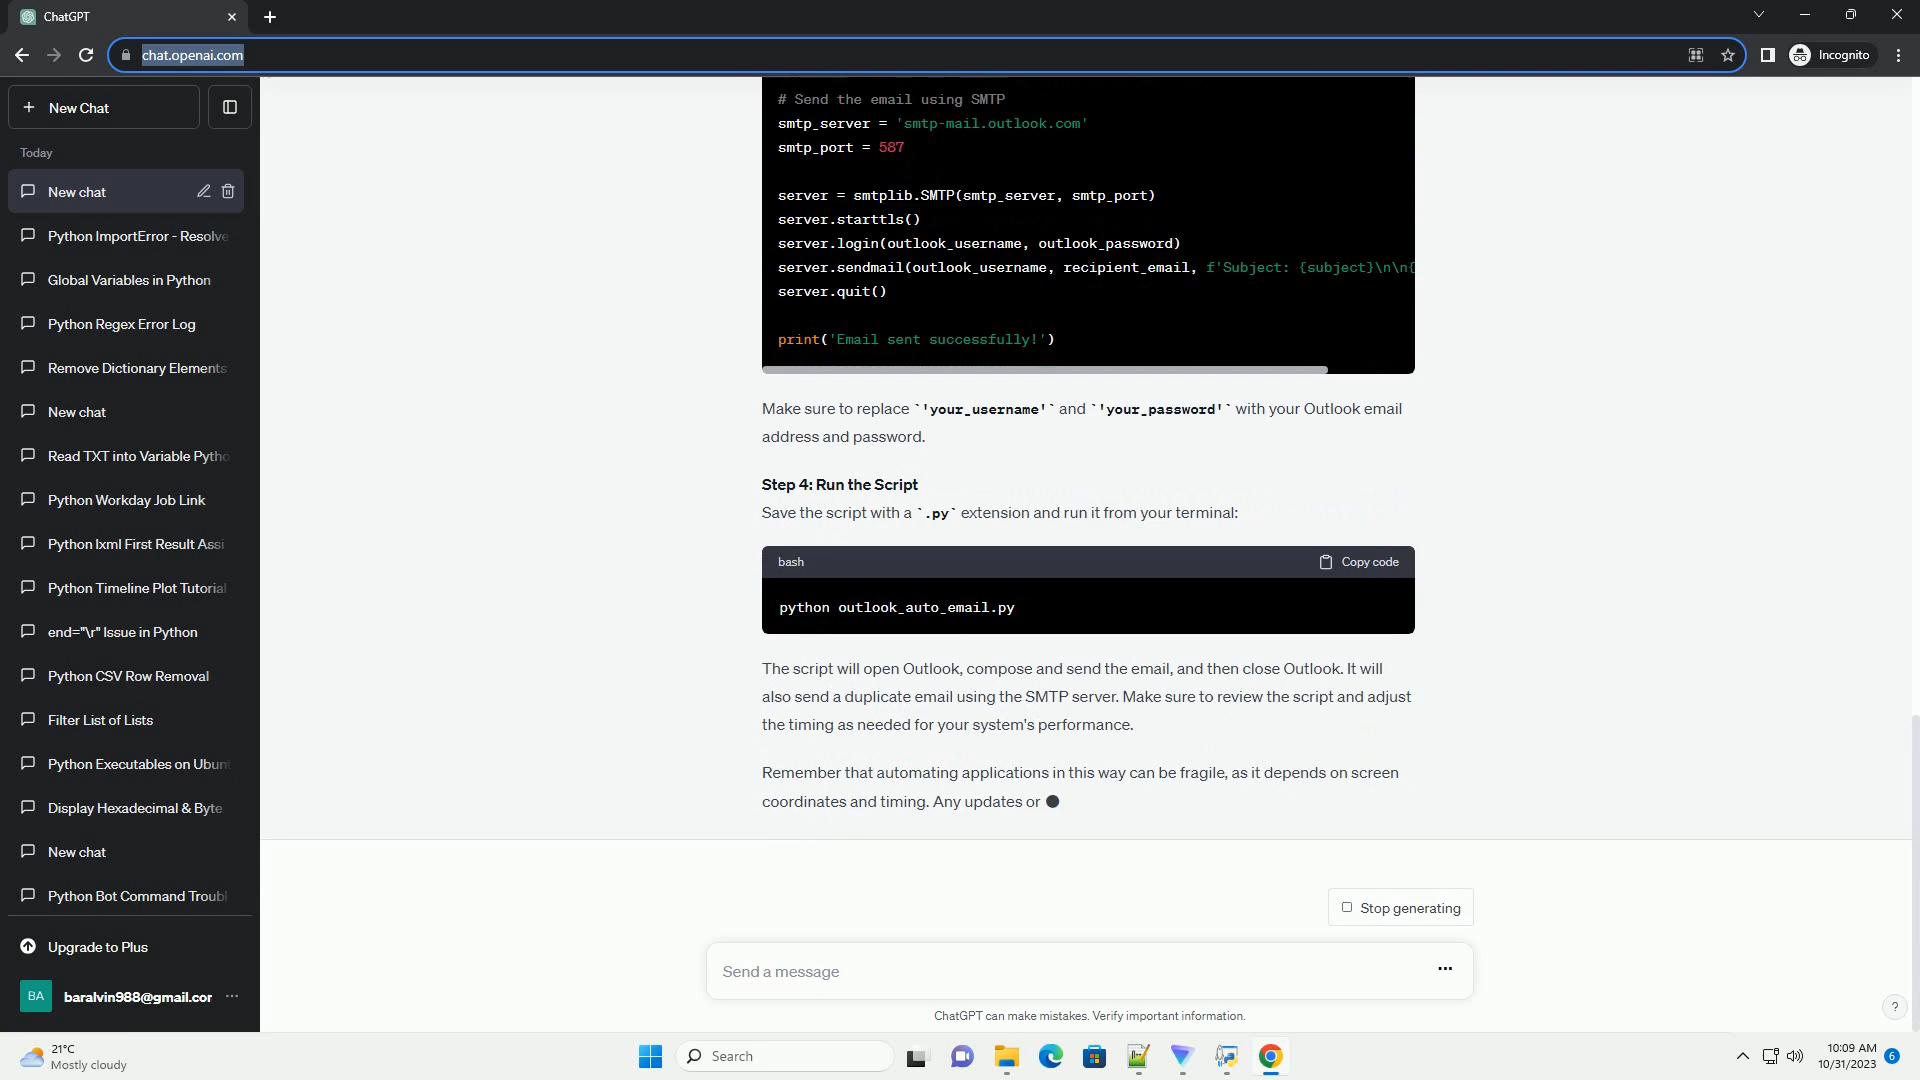 ChatGPT
chat.openai.com
Incognito
New Chat
Today
New chat
Python ImportError - Resolve
Global Variables in Python
Python Regex Error Log
Remove Dictionary Elements
New chat
Read TXT into Variable Pytho
Python Workday Job Link
Python lxml First Result Assi
Python Timeline Plot Tutorial
end="\r" Issue in Python
Python CSV Row Removal
Filter List of Lists
Python Executables on Ubunt
Display Hexadecimal & Byte
New chat
Python Bot Command Troubl
Upgrade to Plus
BA
baralvin988@gmail.cor
# Send the email using SMTP
smtp_server = 'smtp-mail.outlook.com'
smtp_port = 587
server = smtplib.SMTP(smtp_server, smtp_port)
server.starttls()
server.login(outlook_username, outlook_password)
server.sendmail(outlook_username, recipient_email, f'Subject: {subject}\n\n{
server.quit()
print('Email sent successfully!')
Make sure to replace `'your_username'` and `'your_password'` with your Outlook email
address and password.
Step 4: Run the Script
Save the script with a `.py` extension and run it from your terminal:
bash
Copy code
python outlook_auto_email.py
The script will open Outlook, compose and send the email, and then close Outlook. It will
also send a duplicate email using the SMTP server. Make sure to review the script and adjust
the timing as needed for your system's performance.
Remember that automating applications in this way can be fragile, as it depends on screen
coordinates and timing. Any updates or
Stop generating
Send a message
ChatGPT can make mistakes. Verify important information.
?
21°C
Mostly cloudy
Search
10:09 AM
10/31/2023
6